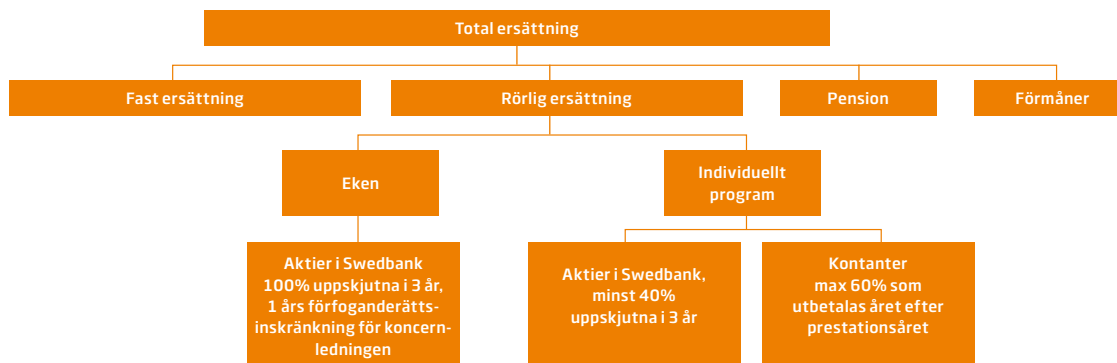 Total ersättning
Fast ersättning
Rörlig ersättning
Pension
Förmåner
Eken
Individuellt
program
Aktier i Swedbank
100% uppskjutna i 3 år,
1 års förfoganderätts-
inskränkning för koncern-
ledningen
Aktier i Swedbank,
minst 40%
uppskjutna i 3 år
Kontanter
max 60% som
utbetalas året efter
prestationsåret